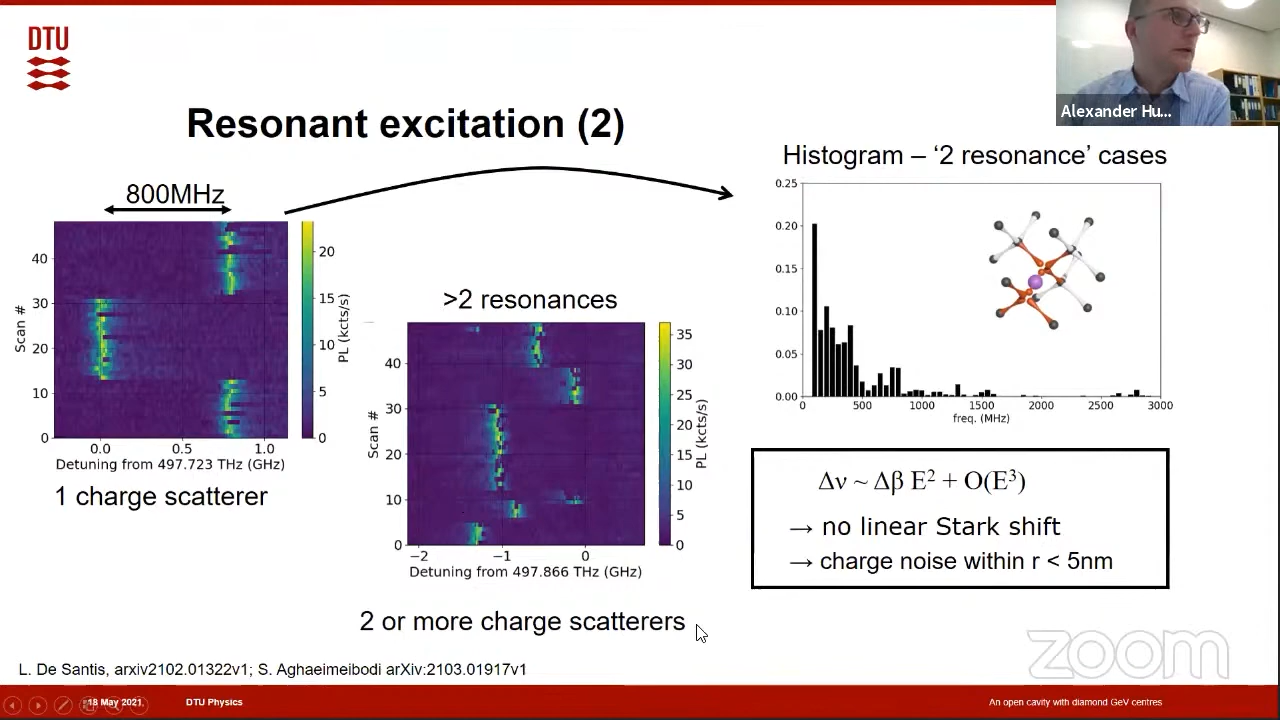 DTU
Alexander Hu...
Resonant excitation (2)
Histogram – ‘2 resonance’ cases
800MHz
40
30
20
10
0
Scan #
0.0 0.5 1.0
Detuning from 497.723 THz (GHz)
20
15
10
5
0
PL (kcts/s)
1 charge scatterer
>2 resonances
40
30
20
10
0
Scan #
−2 −1 0
Detuning from 497.866 THz (GHz)
35
30
25
20
15
10
5
0
PL (kcts/s)
2 or more charge scatterers
0.25
0.20
0.15
0.10
0.05
0.00
0 500 1000 1500 2000 2500 3000
freq. (MHz)
Δν ~ Δβ E² + O(E³)
→ no linear Stark shift
→ charge noise within r < 5nm
zoom
L. De Santis, arxiv2102.01322v1; S. Aghaeimeibodi arXiv:2103.01917v1
18 May 2021 DTU Physics An open cavity with diamond GeV centres